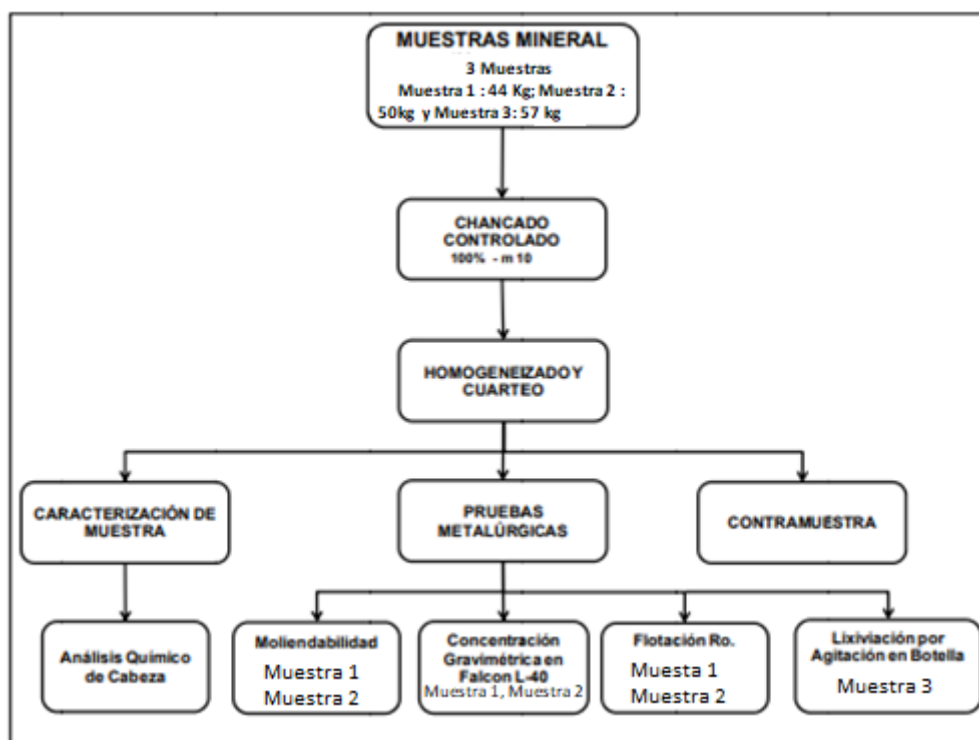 MUESTRAS MINERAL
3 Muestras
Muestra 1 : 44 Kg; Muestra 2 :
50kg y Muestra 3: 57 kg
CHANCADO
CONTROLADO
100% - m 10
HOMOGENEIZADO Y
CUARTEO
CARACTERIZACIÓN DE
MUESTRA
PRUEBAS
METALÚRGICAS
CONTRAMUESTRA
Análisis Químico
de Cabeza
Moliendabilidad
Muestra 1
Muestra 2
Concentración
Gravimétrica en
Falcon L-40
Muestra 1, Muestra 2
Flotación Ro.
Muesta 1
Muestra 2
Lixiviación por
Agitación en Botella
Muestra 3